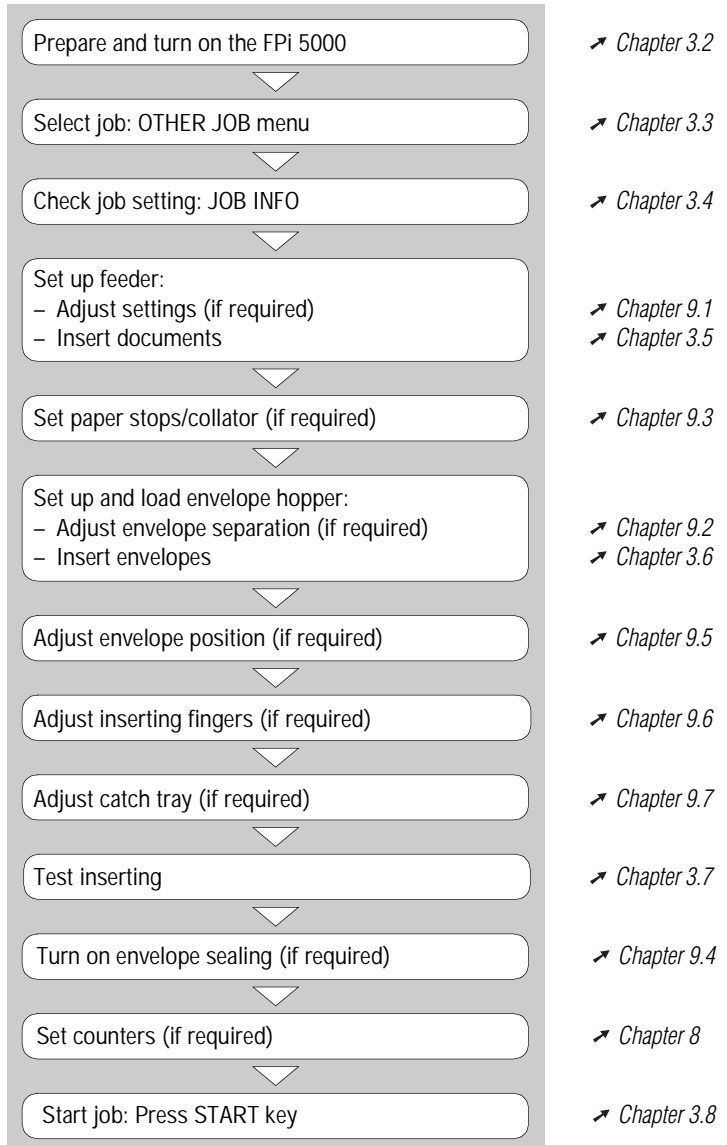 Prepare and turn on the FPi 5000 ➚ Chapter 3.2
Select job: OTHER JOB menu ➚ Chapter 3.3
Check job setting: JOB INFO ➚ Chapter 3.4
Set up feeder:
– Adjust settings (if required) ➚ Chapter 9.1
– Insert documents ➚ Chapter 3.5
Set paper stops/collator (if required) ➚ Chapter 9.3
Set up and load envelope hopper:
– Adjust envelope separation (if required) ➚ Chapter 9.2
– Insert envelopes ➚ Chapter 3.6
Adjust envelope position (if required) ➚ Chapter 9.5
Adjust inserting fingers (if required) ➚ Chapter 9.6
Adjust catch tray (if required) ➚ Chapter 9.7
Test inserting ➚ Chapter 3.7
Turn on envelope sealing (if required) ➚ Chapter 9.4
Set counters (if required) ➚ Chapter 8
Start job: Press START key ➚ Chapter 3.8